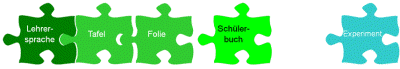 Lehrer-
sprache
Tafel
Folie
Schüler-
buch
Experiment